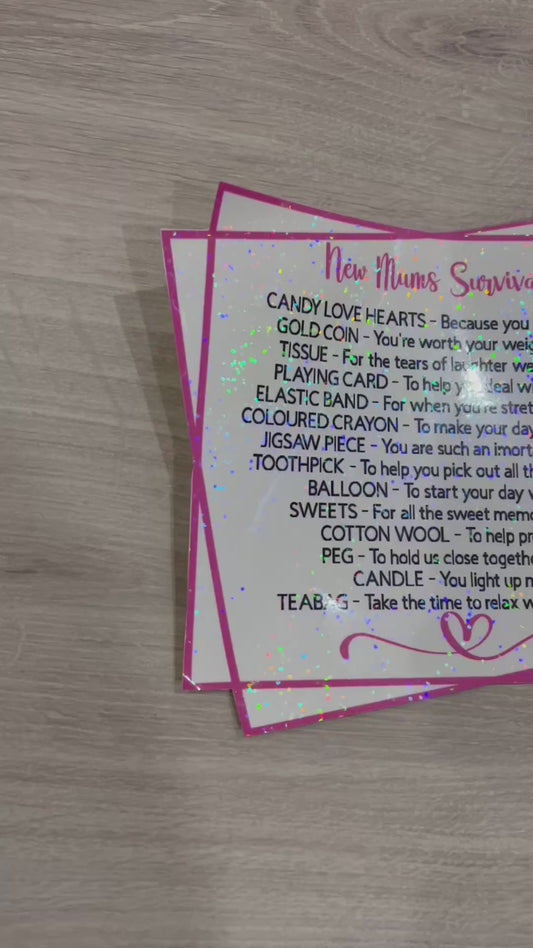 New Mums Surviva
CANDY LOVE HEARTS - Because you
GOLD COIN - You're worth your weig
TISSUE - For the tears of laughter we
PLAYING CARD - To help you deal wi
ELASTIC BAND - For when you're stret
COLOURED CRAYON - To make your day
JIGSAW PIECE - You are such an imort
TOOTHPICK - To help you pick out all th
BALLOON - To start your day w
SWEETS - For all the sweet memo
COTTON WOOL - To help pr
PEG - To hold us close togethe
CANDLE - You light up m
TEABAG - Take the time to relax w